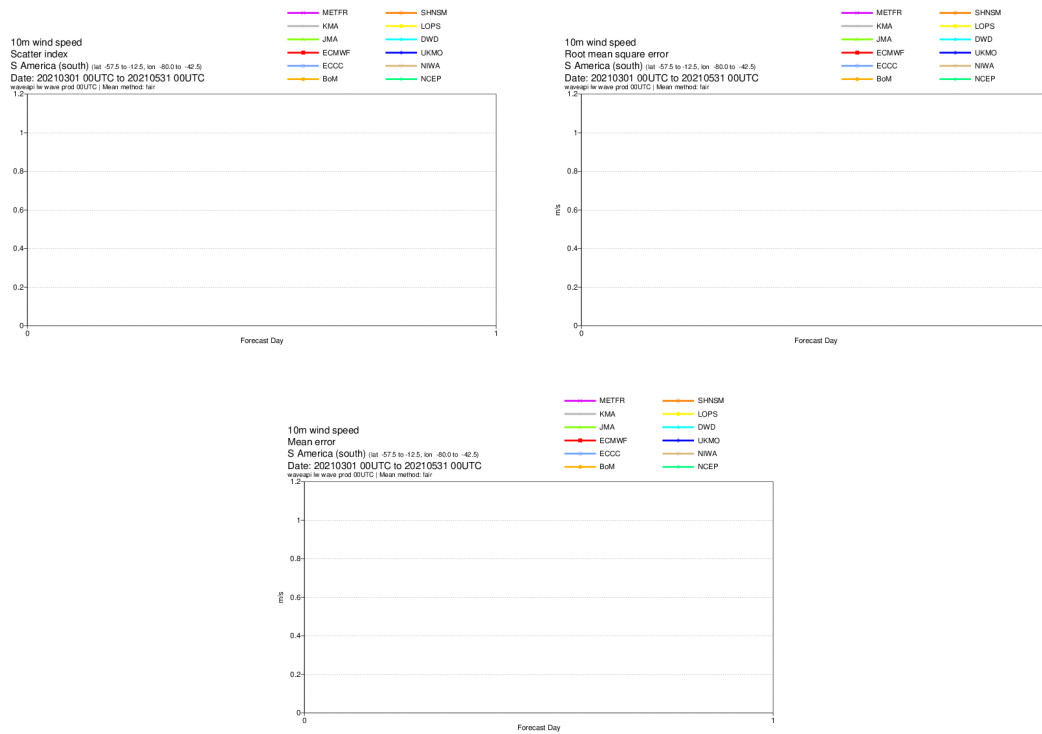 METFR SHNSM
KMA LOPS
JMA DWD
ECMWF UKMO
ECCC NIWA
BoM NCEP
10m wind speed
Scatter index
S America (south) (lat -57.5 to -12.5, lon -80.0 to -42.5)
Date: 20210301 00UTC to 20210531 00UTC
waveapi lw wave prod 00UTC | Mean method: fair
1.2
1
0.8
0.6
0.4
0.2
0
0 1
Forecast Day
METFR SHNSM
KMA LOPS
JMA DWD
ECMWF UKMO
ECCC NIWA
BoM NCEP
10m wind speed
Root mean square error
S America (south) (lat -57.5 to -12.5, lon -80.0 to -42.5)
Date: 20210301 00UTC to 20210531 00UTC
waveapi lw wave prod 00UTC | Mean method: fair
1.2
1
0.8
0.6
0.4
0.2
0
m/s
0
Forecast Day
METFR SHNSM
KMA LOPS
JMA DWD
ECMWF UKMO
ECCC NIWA
BoM NCEP
10m wind speed
Mean error
S America (south) (lat -57.5 to -12.5, lon -80.0 to -42.5)
Date: 20210301 00UTC to 20210531 00UTC
waveapi lw wave prod 00UTC | Mean method: fair
1.2
1
0.8
0.6
0.4
0.2
0
m/s
0 1
Forecast Day